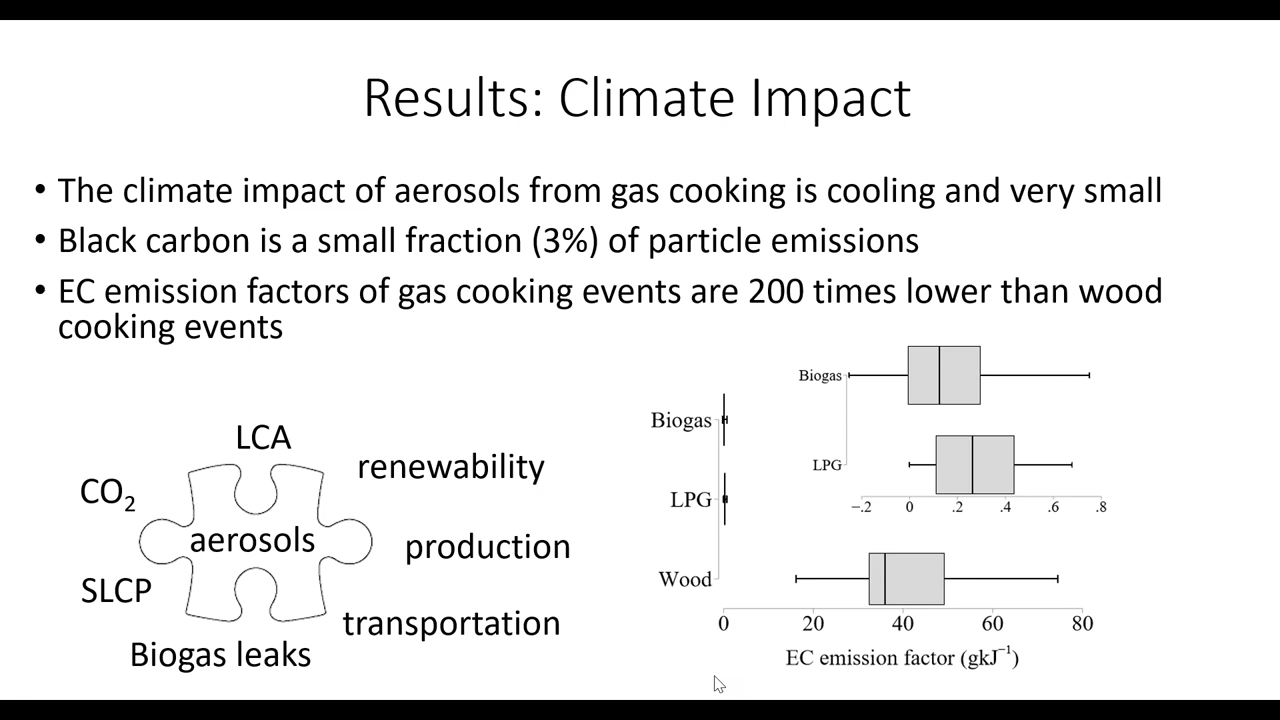 Results: Climate Impact
• The climate impact of aerosols from gas cooking is cooling and very small
• Black carbon is a small fraction (3%) of particle emissions
• EC emission factors of gas cooking events are 200 times lower than wood
cooking events
LCA
renewability
CO₂
aerosols
production
SLCP
transportation
Biogas leaks
Biogas
LPG
−.2 0 .2 .4 .6 .8
Biogas
LPG
Wood
0 20 40 60 80
EC emission factor (gkJ⁻¹)